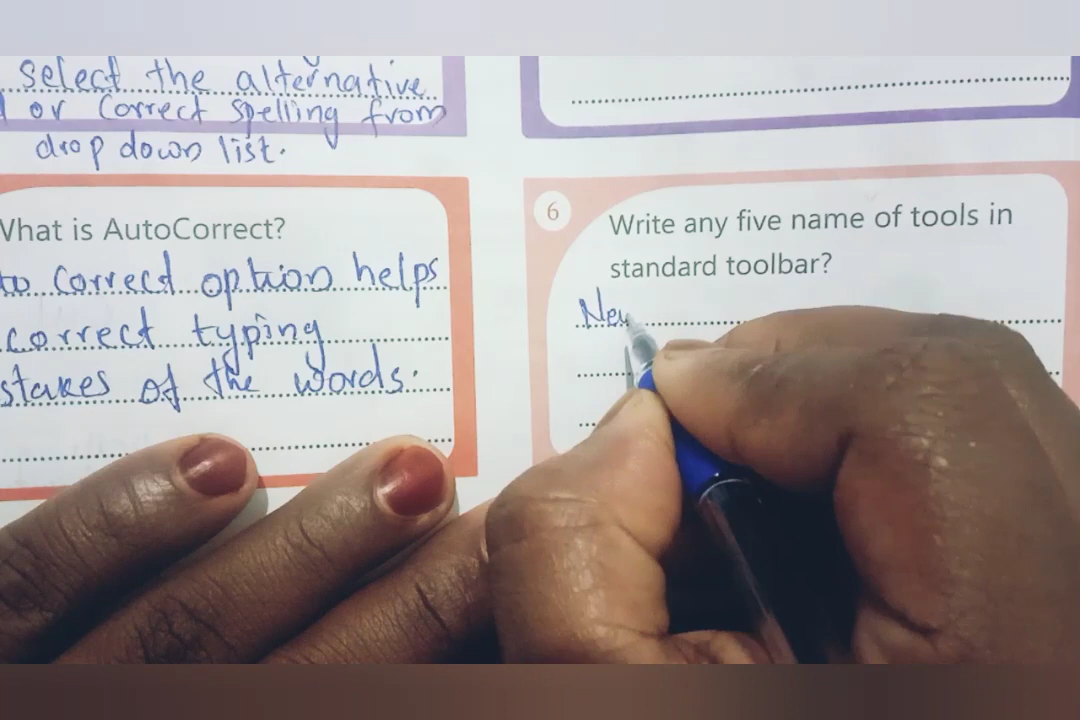 select the alternative
or correct spelling from
drop down list.
What is AutoCorrect?
to correct option helps
correct typing
stakes of the words.
6
Write any five name of tools in
standard toolbar?
New